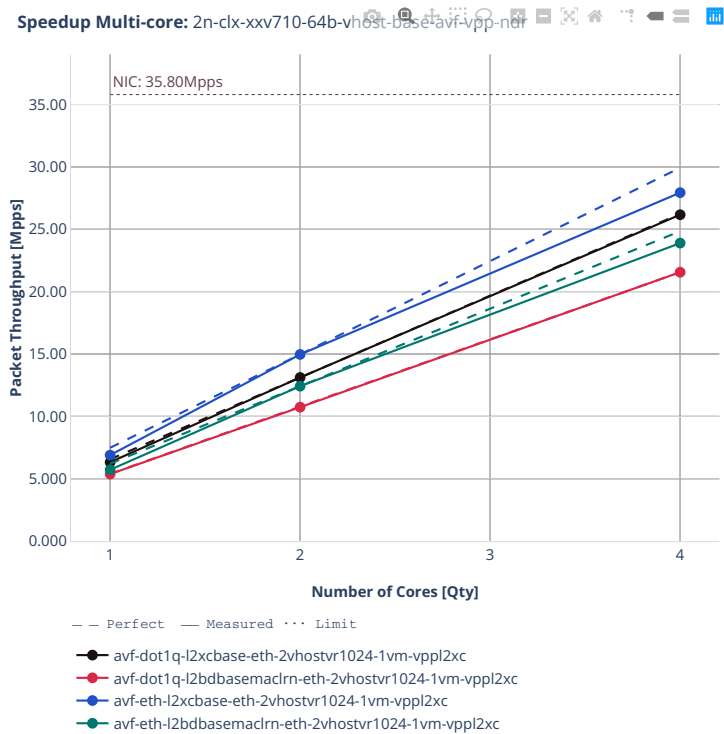 Speedup Multi-core: 2n-clx-xxv710-64b-vhost-base-avf-vpp-ndr
NIC: 35.80Mpps
35.00
30.00
25.00
20.00
15.00
10.00
5.000
0.000
Packet Throughput [Mpps]
1 2 3 4
Number of Cores [Qty]
Perfect Measured Limit
avf-dot1q-l2xcbase-eth-2vhostvr1024-1vm-vppl2xc
avf-dot1q-l2bdbasemaclrn-eth-2vhostvr1024-1vm-vppl2xc
avf-eth-l2xcbase-eth-2vhostvr1024-1vm-vppl2xc
avf-eth-l2bdbasemaclrn-eth-2vhostvr1024-1vm-vppl2xc